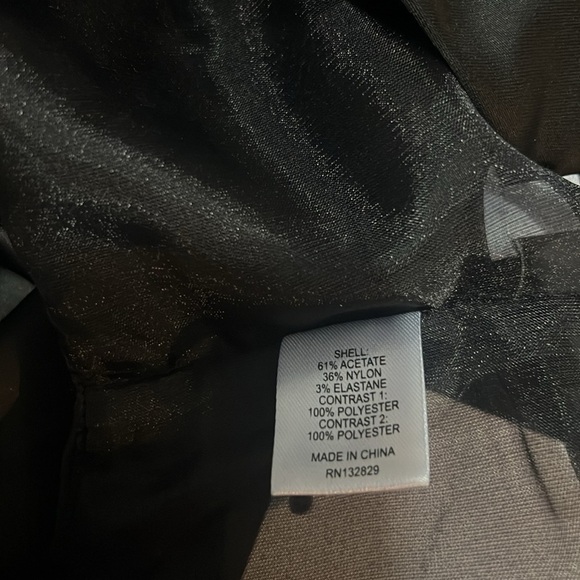 SHELL:
61% ACETATE
36% NYLON
3% ELASTANE
CONTRAST 1:
100% POLYESTER
CONTRAST 2:
100% POLYESTER
MADE IN CHINA
RN132829